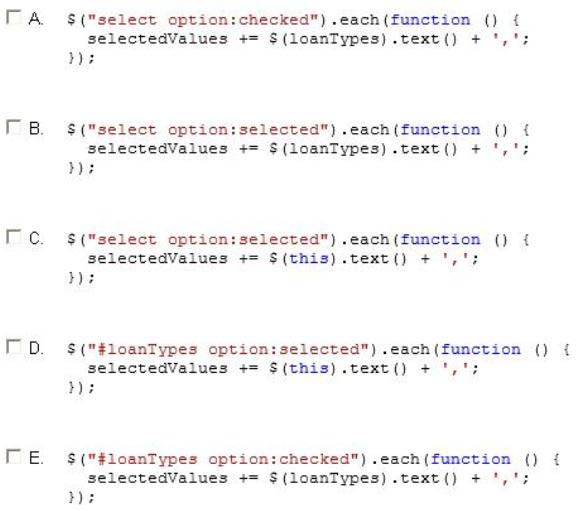 A. $("select option:checked").each(function () {
selectedValues += $(loanTypes).text() + ',';
});
B. $("select option:selected").each(function () {
selectedValues += $(loanTypes).text() + ',';
});
C. $("select option:selected").each(function () {
selectedValues += $(this).text() + ',';
});
D. $("#loanTypes option:selected").each(function () {
selectedValues += $(this).text() + ',';
});
E. $("#loanTypes option:checked").each(function () {
selectedValues += $(loanTypes).text() + ',';
});